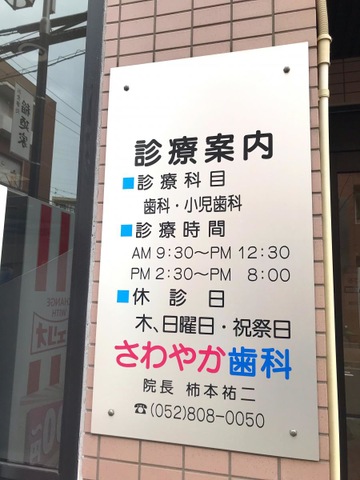 診療案内
■診療科目
歯科・小児歯科
■診療時間
AM 9:30～PM 12:30
PM 2:30～PM 8:00
■休診日
木、日曜日・祝祭日
さわやか歯科
院長 柿本祐二
☎(052)808-0050